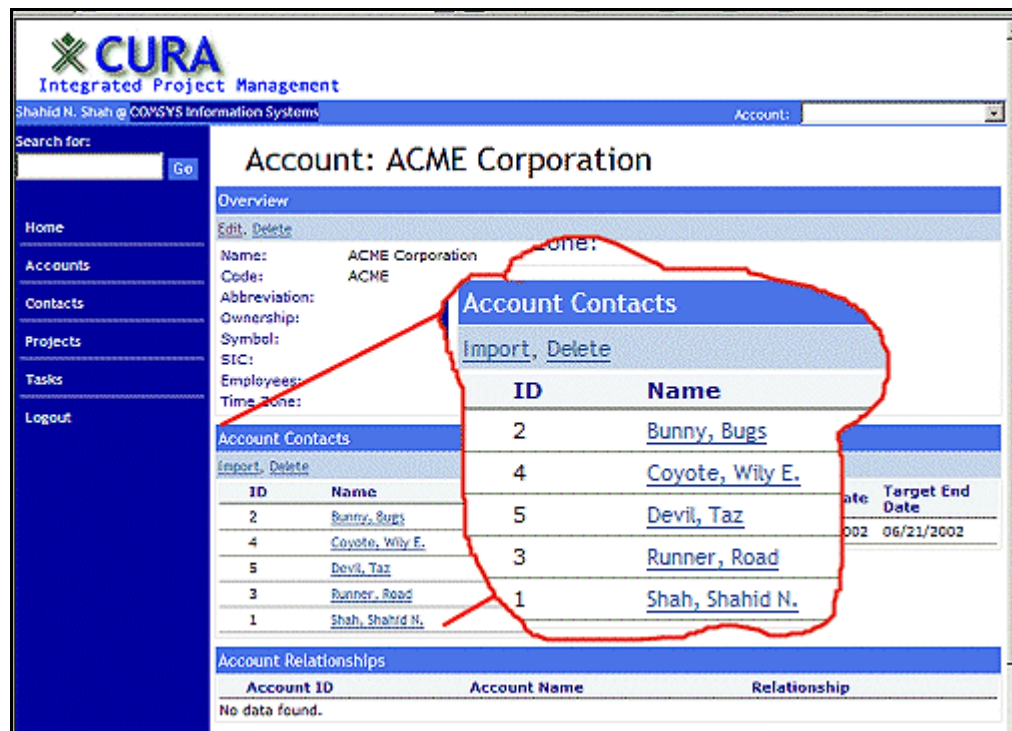 CURA
Integrated Project Management
Shahid N. Shah @ COMSYS Information Systems
Account:
Search for:
Go
Home
Accounts
Contacts
Projects
Tasks
Logout
Account: ACME Corporation
Overview
Edit, Delete
Name: ACME Corporation
Code: ACME
Abbreviation:
Ownership:
Symbol:
SIC:
Employees:
Time Zone:
Account Contacts
Import, Delete
ID Name
2 Bunny, Bugs
4 Coyote, Wily E.
5 Devil, Taz
3 Runner, Road
1 Shah, Shahid N.
Zone:
Account Contacts
Import, Delete
ID Name
2 Bunny, Bugs
4 Coyote, Wily E.
5 Devil, Taz
3 Runner, Road
1 Shah, Shahid N.
ate Target End Date
002 06/21/2002
Account Relationships
Account ID Account Name Relationship
No data found.